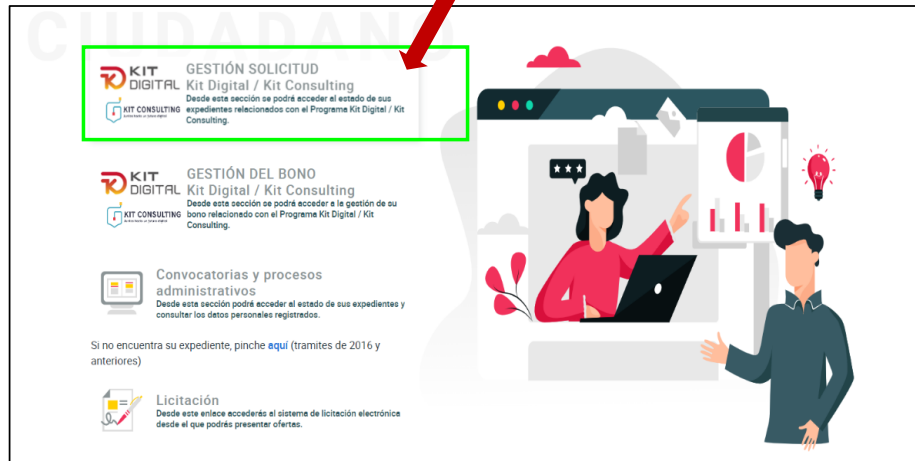 CIUDADANO
KIT DIGITAL
KIT CONSULTING
GESTIÓN SOLICITUD
Kit Digital / Kit Consulting
Desde esta sección se podrá acceder al estado de sus
expedientes relacionados con el Programa Kit Digital / Kit
Consulting.
KIT DIGITAL
KIT CONSULTING
GESTIÓN DEL BONO
Kit Digital / Kit Consulting
Desde esta sección se podrá acceder a la gestión de su
bono relacionado con el Programa Kit Digital / Kit
Consulting.
Convocatorias y procesos
administrativos
Desde esta sección podrá acceder al estado de sus expedientes y
consultar los datos personales registrados.
Si no encuentra su expediente, pinche aquí (tramites de 2016 y
anteriores)
Licitación
Desde este enlace accederás al sistema de licitación electrónica
desde el que podrás presentar ofertas.